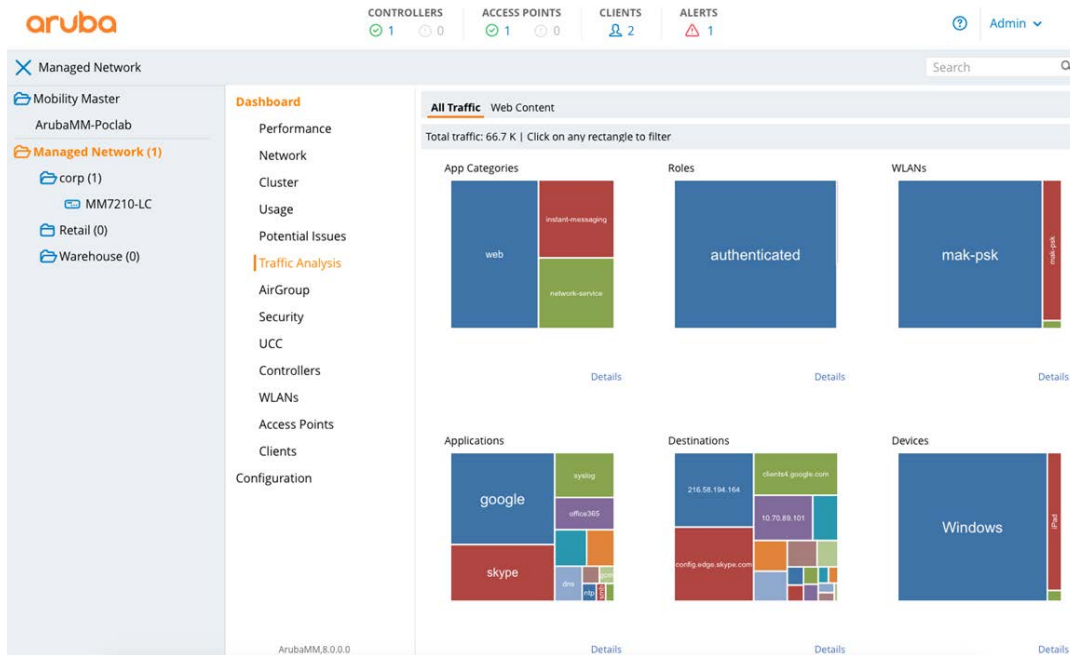 aruba
CONTROLLERS
1 0
ACCESS POINTS
1 0
CLIENTS
2
ALERTS
1
Admin
Managed Network
Search
Mobility Master
ArubaMM-Poclab
Managed Network (1)
corp (1)
MM7210-LC
Retail (0)
Warehouse (0)
Dashboard
Performance
Network
Cluster
Usage
Potential Issues
Traffic Analysis
AirGroup
Security
UCC
Controllers
WLANs
Access Points
Clients
Configuration
ArubaMM,8.0.0.0
All Traffic Web Content
Total traffic: 66.7 K | Click on any rectangle to filter
App Categories
web
instant-messaging
network-service
Details
Roles
authenticated
Details
WLANs
mak-psk
mak-psk
Details
Applications
google
skype
syslog
office365
dns
ntp
Details
Destinations
216.58.194.164
config.edge.skype.com
clients4.google.com
10.70.89.101
Details
Devices
Windows
iPad
Details